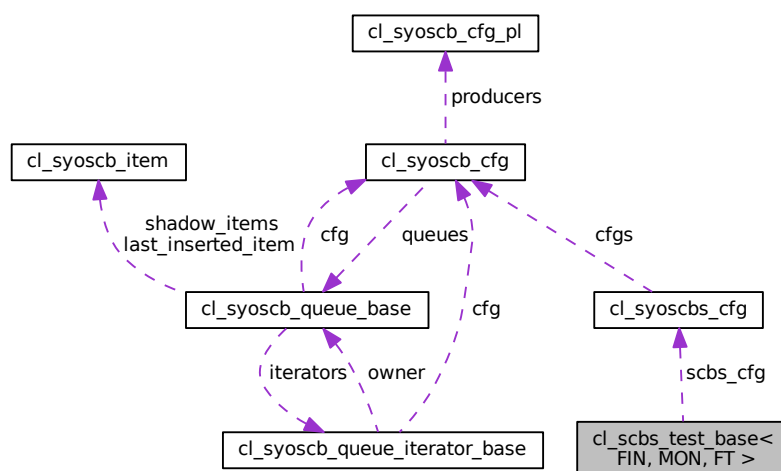 cl_syoscb_cfg_pl
producers
cl_syoscb_item
cl_syoscb_cfg
shadow_items
last_inserted_item
cfg
queues
cfgs
cl_syoscb_queue_base
cl_syoscbs_cfg
cfg
iterators
owner
scbs_cfg
cl_syoscb_queue_iterator_base
cl_scbs_test_base<
FIN, MON, FT >